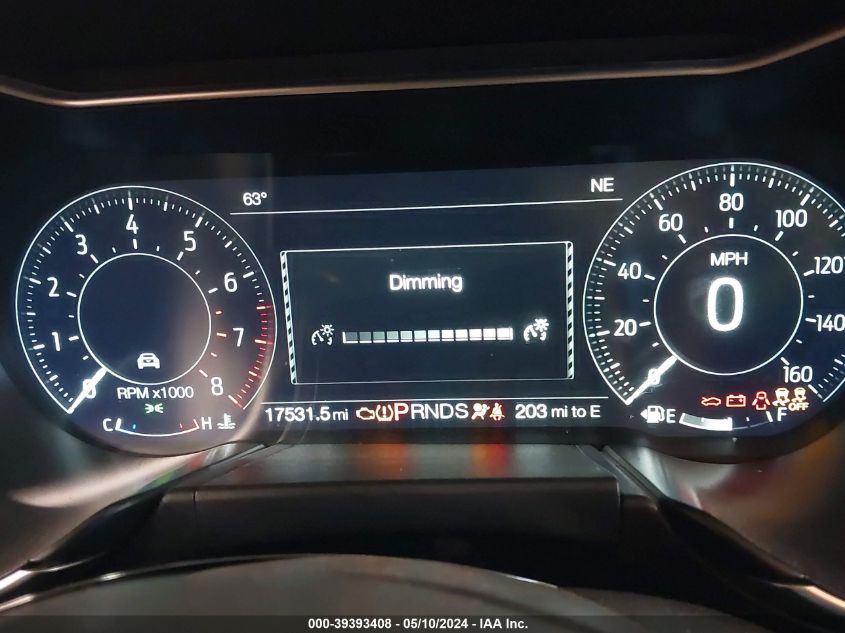 63°
NE
Dimming
0 1 2 3 4 5 6 7 8
RPM x1000
C H
17531.5 mi
PRNDS
203 mi to E
0 20 40 60 80 100 120 140 160
MPH
0
OFF
E F
000-39393408 - 05/10/2024 - IAA Inc.